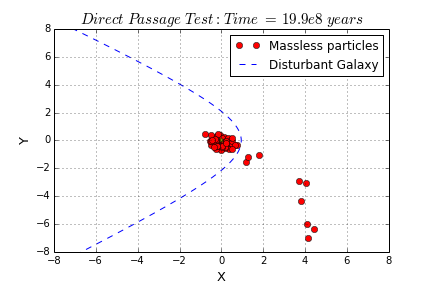 Direct Passage Test: Time = 19.9e8 years
Massless particles
Disturbant Galaxy
Y
8
6
4
2
0
−2
−4
−6
−8
−8 −6 −4 −2 0 2 4 6 8
X